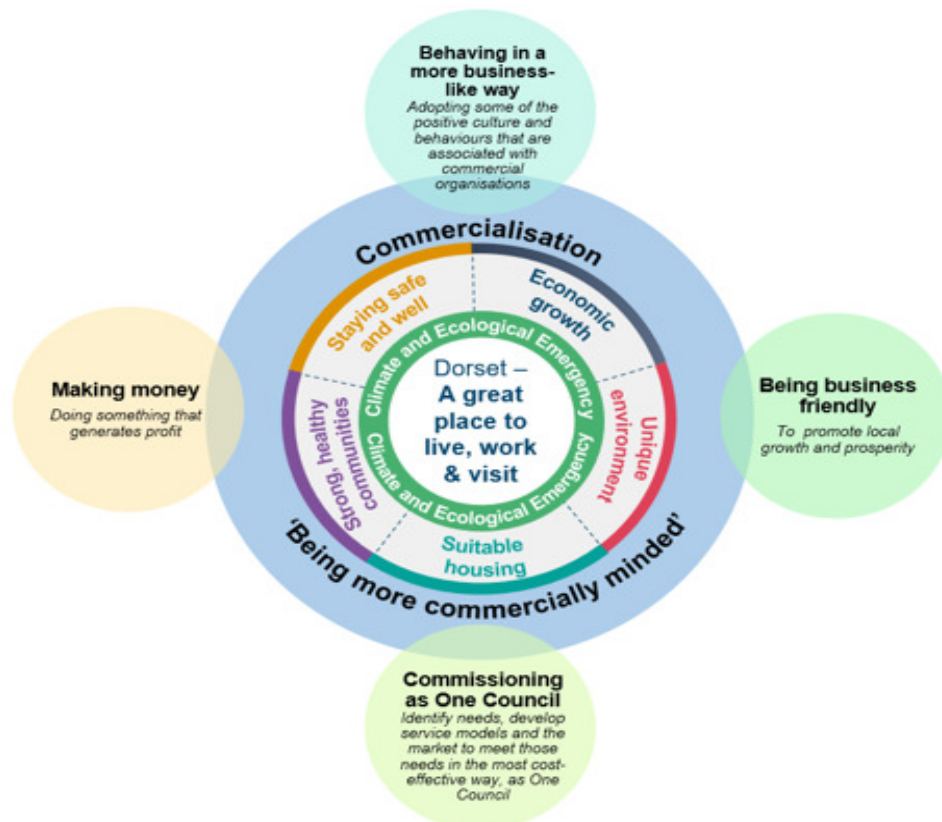 Behaving in a
more business-
like way
Adopting some of the
positive culture and
behaviours that are
associated with
commercial
organisations
Commercialisation
Staying safe
and well
Economic
growth
Climate and Ecological Emergency
Making money
Doing something that
generates profit
Dorset –
A great
place to
live, work
& visit
Being business
friendly
To promote local
growth and prosperity
Strong, healthy
communities
Unique
environment
Climate and Ecological Emergency
Suitable
housing
‘Being more commercially minded’
Commissioning
as One Council
Identify needs, develop
service models and the
market to meet those
needs in the most cost-
effective way, as One
Council